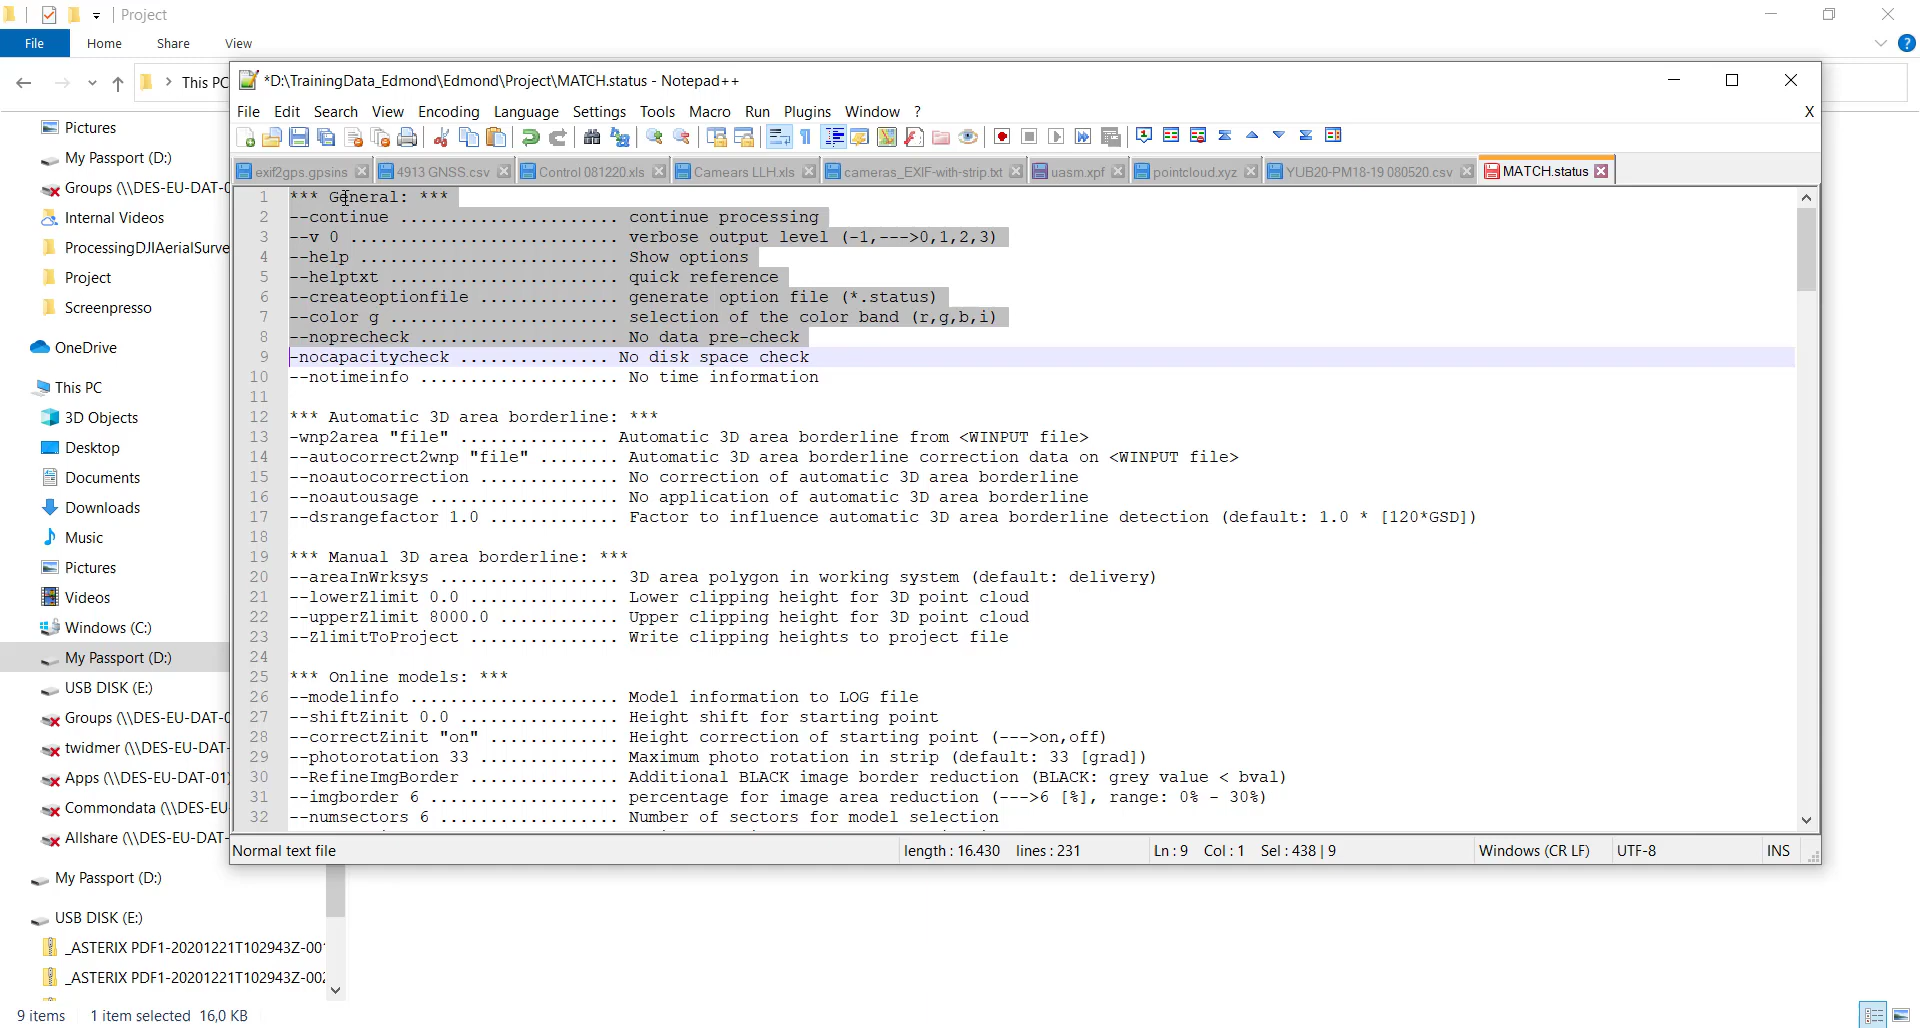 Project
File Home Share View
This PC
*D:\TrainingData_Edmond\Edmond\Project\MATCH.status - Notepad++
File Edit Search View Encoding Language Settings Tools Macro Run Plugins Window ? X
exif2gps.gpsins 4913 GNSS.csv Control 081220.xls Camears LLH.xls cameras_EXIF-with-strip.txt uasm.xpf pointcloud.xyz YUB20-PM18-19 080520.csv MATCH.status
1 *** General: ***
2 --continue ...................... continue processing
3 --v 0 ........................... verbose output level (-1,--->0,1,2,3)
4 --help .......................... Show options
5 --helptxt ....................... quick reference
6 --createoptionfile .............. generate option file (*.status)
7 --color g ....................... selection of the color band (r,g,b,i)
8 --noprecheck .................... No data pre-check
9 -nocapacitycheck ............... No disk space check
10 --notimeinfo .................... No time information
11
12 *** Automatic 3D area borderline: ***
13 -wnp2area "file" ............... Automatic 3D area borderline from <WINPUT file>
14 --autocorrect2wnp "file" ........ Automatic 3D area borderline correction data on <WINPUT file>
15 --noautocorrection .............. No correction of automatic 3D area borderline
16 --noautousage ................... No application of automatic 3D area borderline
17 --dsrangefactor 1.0 ............. Factor to influence automatic 3D area borderline detection (default: 1.0 * [120*GSD])
18
19 *** Manual 3D area borderline: ***
20 --areaInWrksys .................. 3D area polygon in working system (default: delivery)
21 --lowerZlimit 0.0 ............... Lower clipping height for 3D point cloud
22 --upperZlimit 8000.0 ............ Upper clipping height for 3D point cloud
23 --ZlimitToProject ............... Write clipping heights to project file
24
25 *** Online models: ***
26 --modelinfo ..................... Model information to LOG file
27 --shiftZinit 0.0 ................ Height shift for starting point
28 --correctZinit "on" ............. Height correction of starting point (--->on,off)
29 --photorotation 33 .............. Maximum photo rotation in strip (default: 33 [grad])
30 --RefineImgBorder ............... Additional BLACK image border reduction (BLACK: grey value < bval)
31 --imgborder 6 ................... percentage for image area reduction (--->6 [%], range: 0% - 30%)
32 --numsectors 6 .................. Number of sectors for model selection
Normal text file length : 16.430 lines : 231 Ln : 9 Col : 1 Sel : 438 | 9 Windows (CR LF) UTF-8 INS
Pictures
My Passport (D:)
Groups (\\DES-EU-DAT-0
Internal Videos
ProcessingDJIAerialSurve
Project
Screenpresso
OneDrive
This PC
3D Objects
Desktop
Documents
Downloads
Music
Pictures
Videos
Windows (C:)
My Passport (D:)
USB DISK (E:)
Groups (\\DES-EU-DAT-0
twidmer (\\DES-EU-DAT-
Apps (\\DES-EU-DAT-01)
Commondata (\\DES-EU
Allshare (\\DES-EU-DAT-
My Passport (D:)
USB DISK (E:)
_ASTERIX PDF1-20201221T102943Z-001
_ASTERIX PDF1-20201221T102943Z-002
9 items 1 item selected 16,0 KB